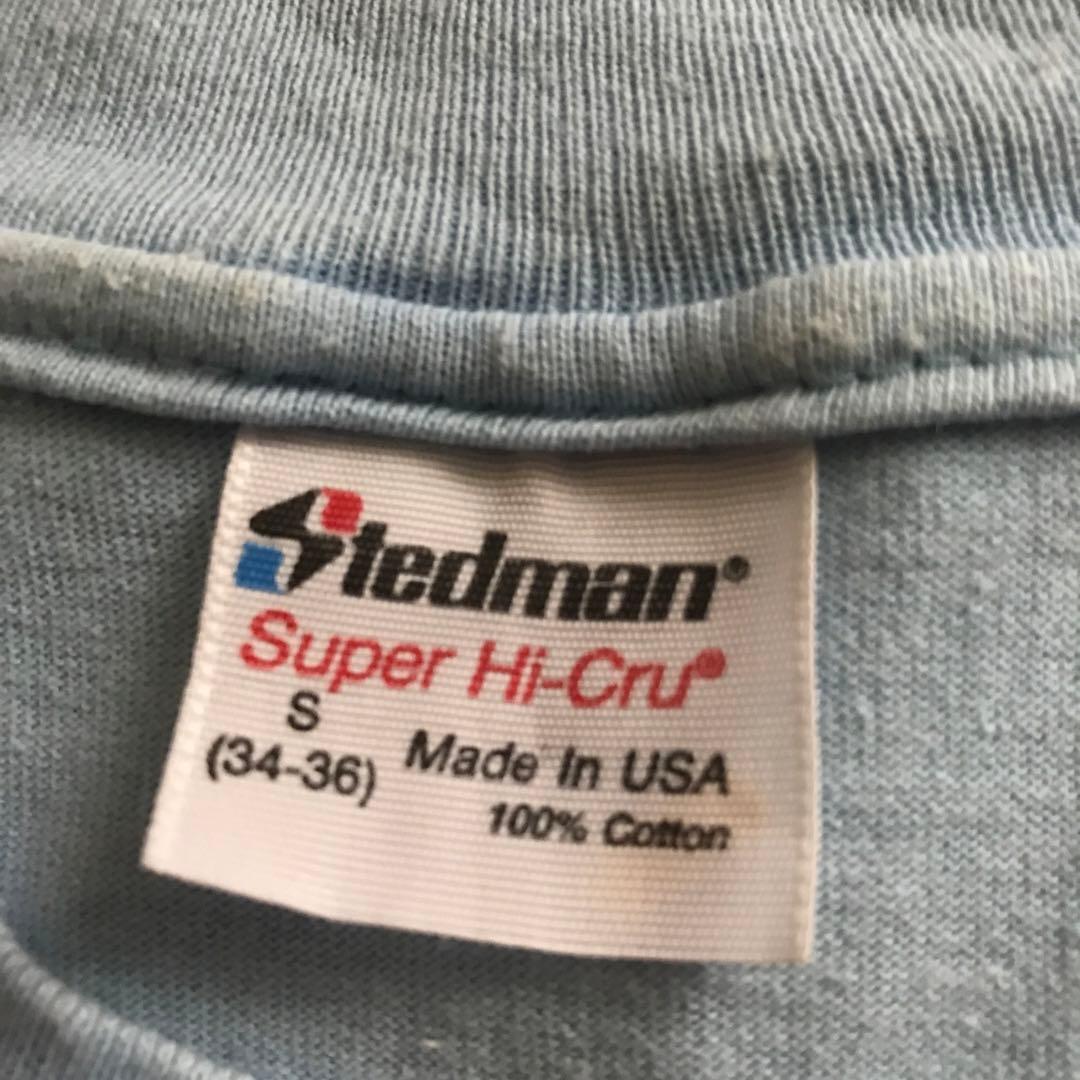 Stedman®
Super Hi-Cru®
S
(34-36)
Made In USA
100% Cotton